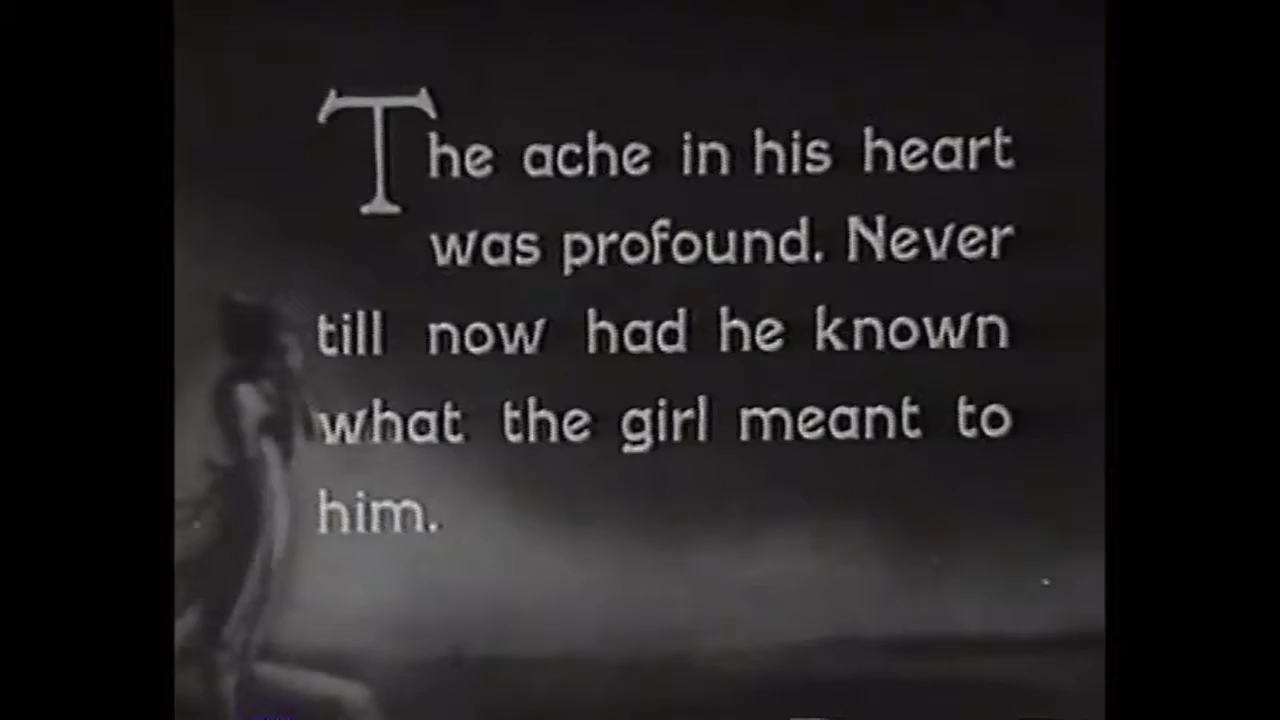 The ache in his heart
was profound. Never
till now had he known
what the girl meant to
him.